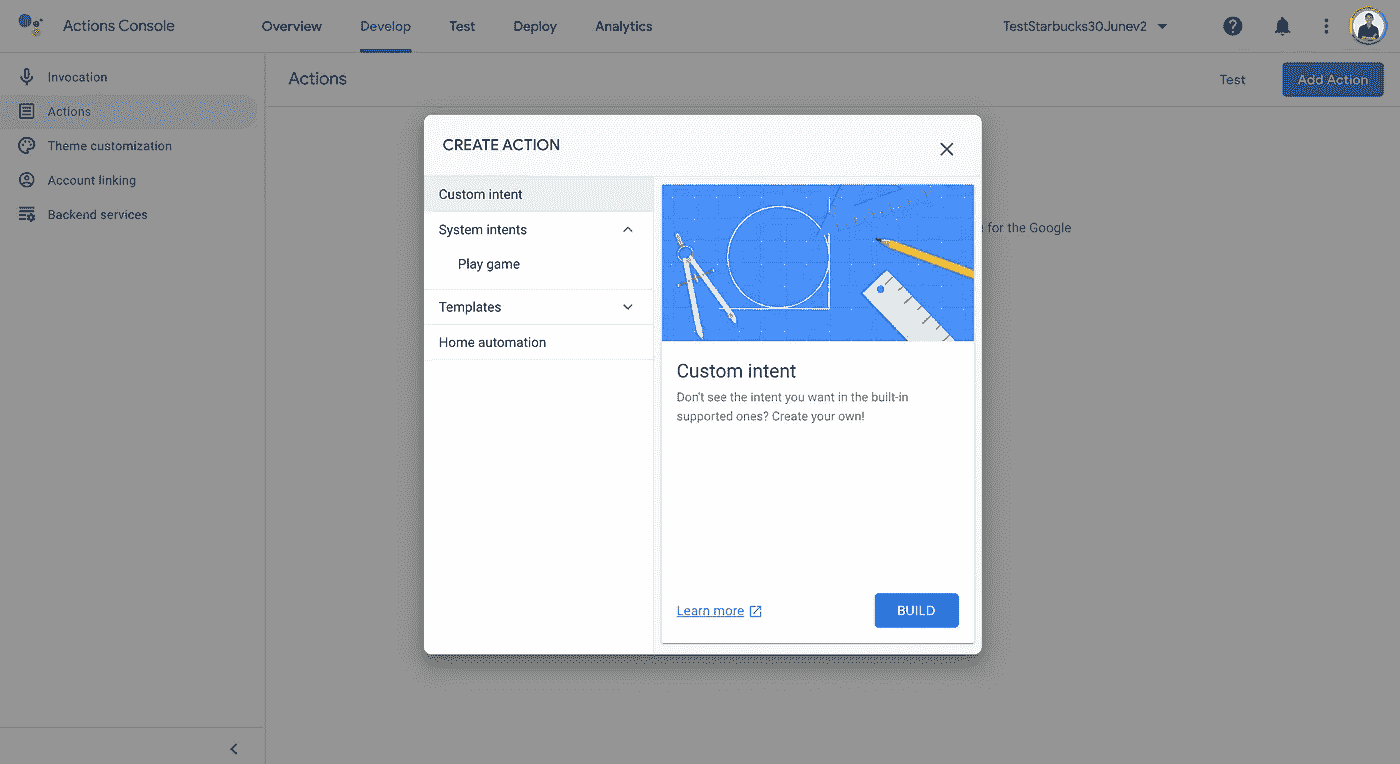 Actions Console
Overview
Develop
Test
Deploy
Analytics
TestStarbucks30Junev2
Invocation
Actions
Theme customization
Account linking
Backend services
Actions
Test
Add Action
for the Google
CREATE ACTION
Custom intent
System intents
Play game
Templates
Home automation
Custom intent
Don't see the intent you want in the built-in
supported ones? Create your own!
Learn more
BUILD